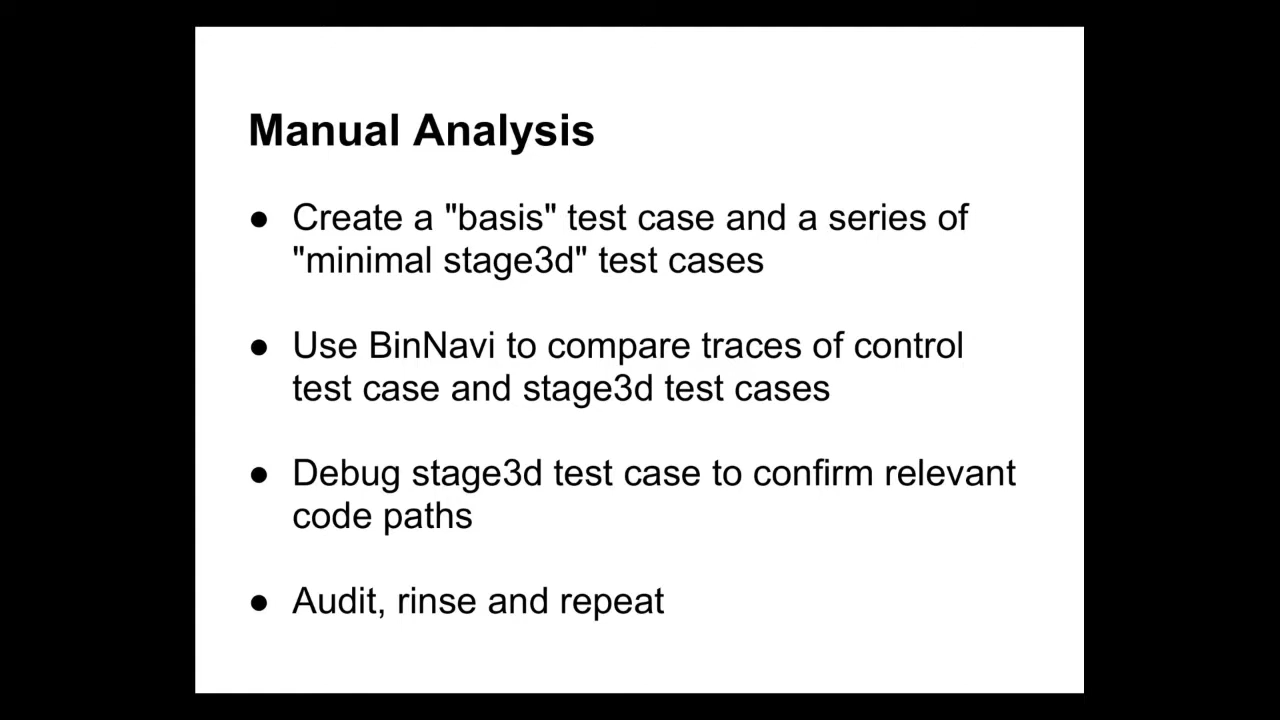 Manual Analysis
● Create a "basis" test case and a series of
"minimal stage3d" test cases
● Use BinNavi to compare traces of control
test case and stage3d test cases
● Debug stage3d test case to confirm relevant
code paths
● Audit, rinse and repeat